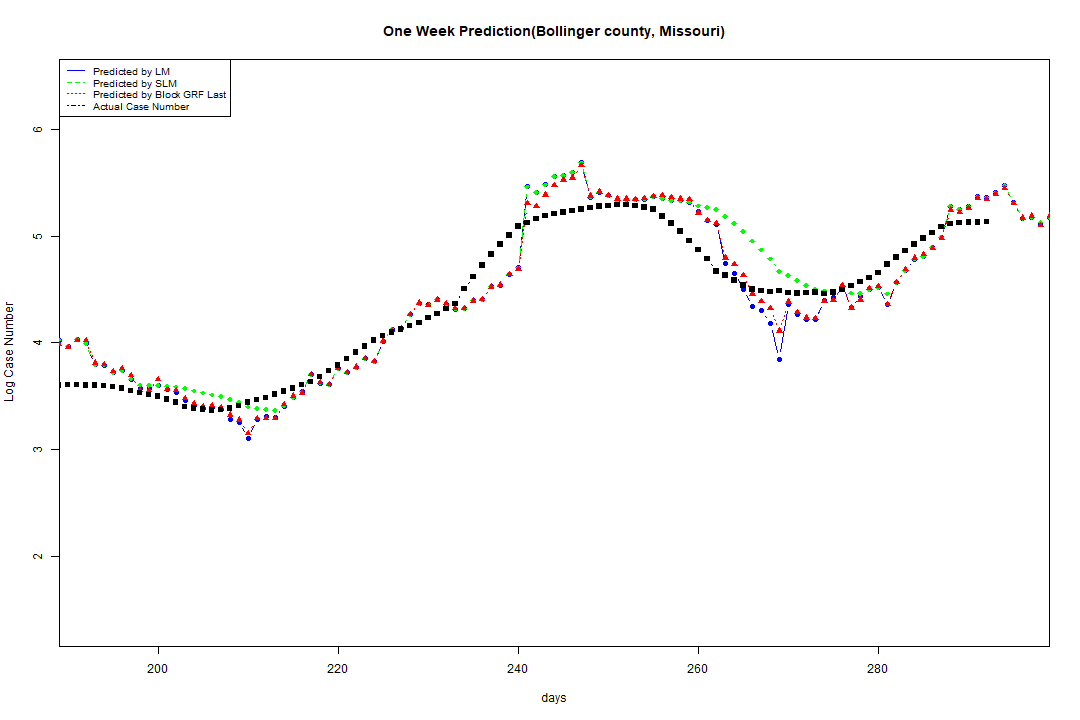 One Week Prediction(Bollinger county, Missouri)
Predicted by LM
Predicted by SLM
Predicted by Block GRF Last
Actual Case Number
6
5
4
3
2
Log Case Number
200 220 240 260 280
days